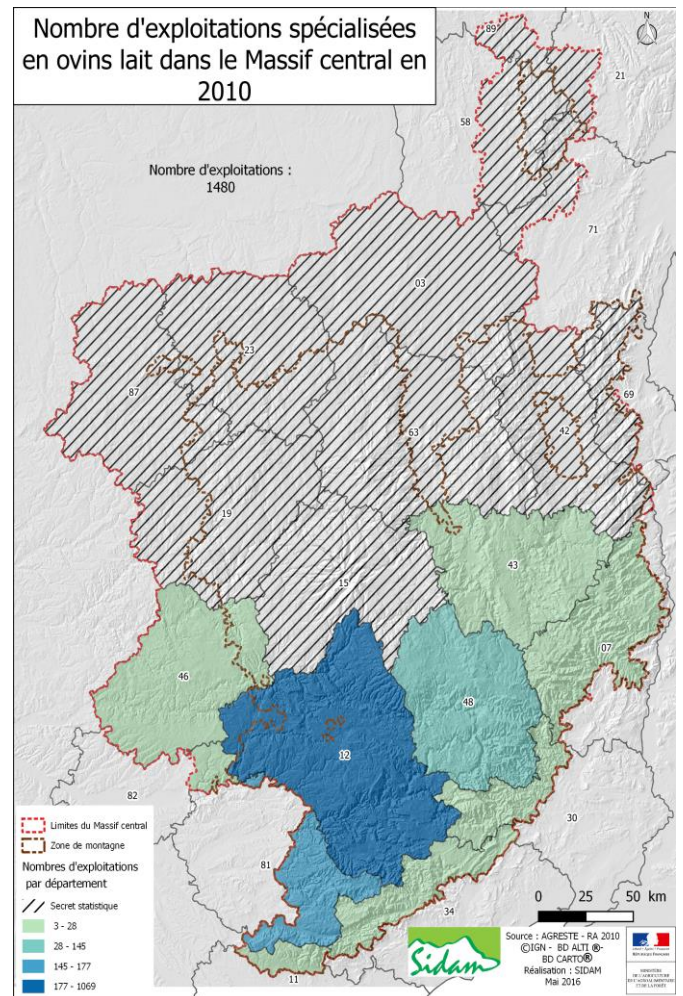 Nombre d'exploitations spécialisées
en ovins lait dans le Massif central en
2010
N
Nombre d'exploitations :
1480
89
21
58
71
03
23
87
69
63
42
19
43
15
07
46
48
12
82
30
81
34
11
Limites du Massif central
Zone de montagne
Nombres d'exploitations
par département
Secret statistique
3 - 28
28 - 145
145 - 177
177 - 1069
0 25 50 km
Sidam
Source : AGRESTE - RA 2010
©IGN - BD ALTI ®-
BD CARTO®
Réalisation : SIDAM
Mai 2016